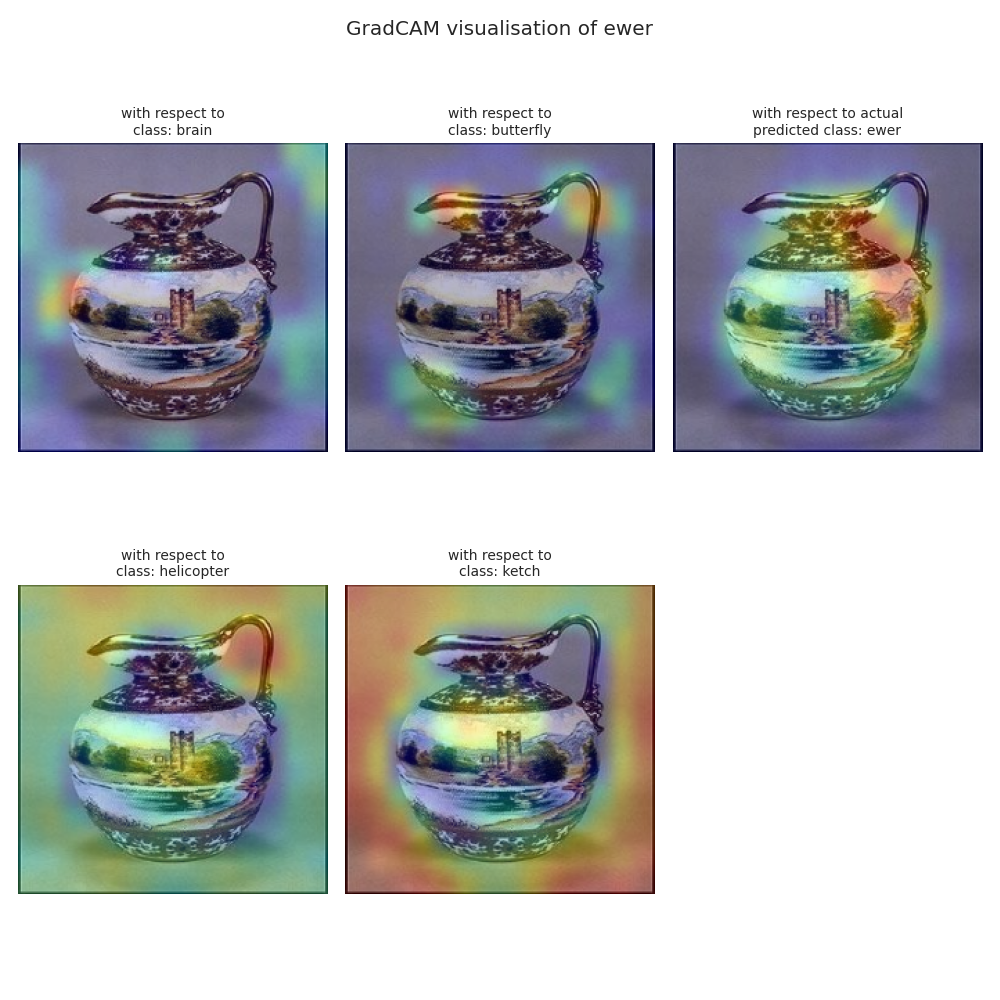 GradCAM visualisation of ewer
with respect to
class: brain
with respect to
class: butterfly
with respect to actual
predicted class: ewer
with respect to
class: helicopter
with respect to
class: ketch